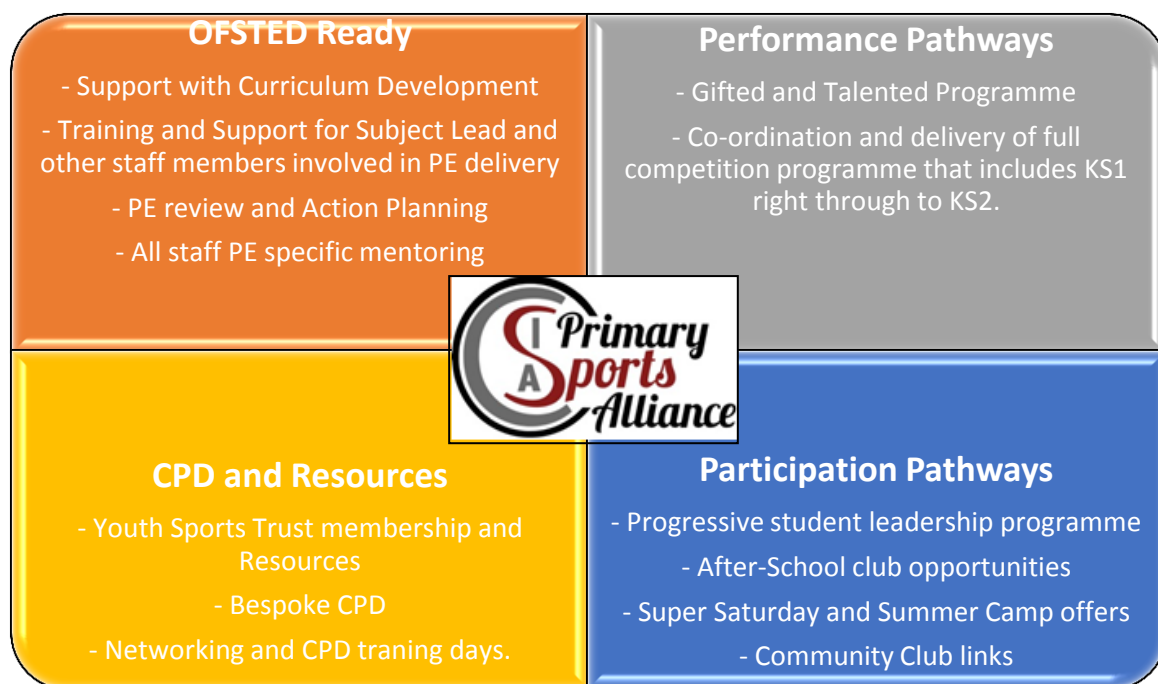 OFSTED Ready
- Support with Curriculum Development
- Training and Support for Subject Lead and
other staff members involved in PE delivery
- PE review and Action Planning
- All staff PE specific mentoring
Performance Pathways
- Gifted and Talented Programme
- Co-ordination and delivery of full
competition programme that includes KS1
right through to KS2.
I
A
Primary
Sports
Alliance
CPD and Resources
- Youth Sports Trust membership and
Resources
- Bespoke CPD
- Networking and CPD traning days.
Participation Pathways
- Progressive student leadership programme
- After-School club opportunities
- Super Saturday and Summer Camp offers
- Community Club links